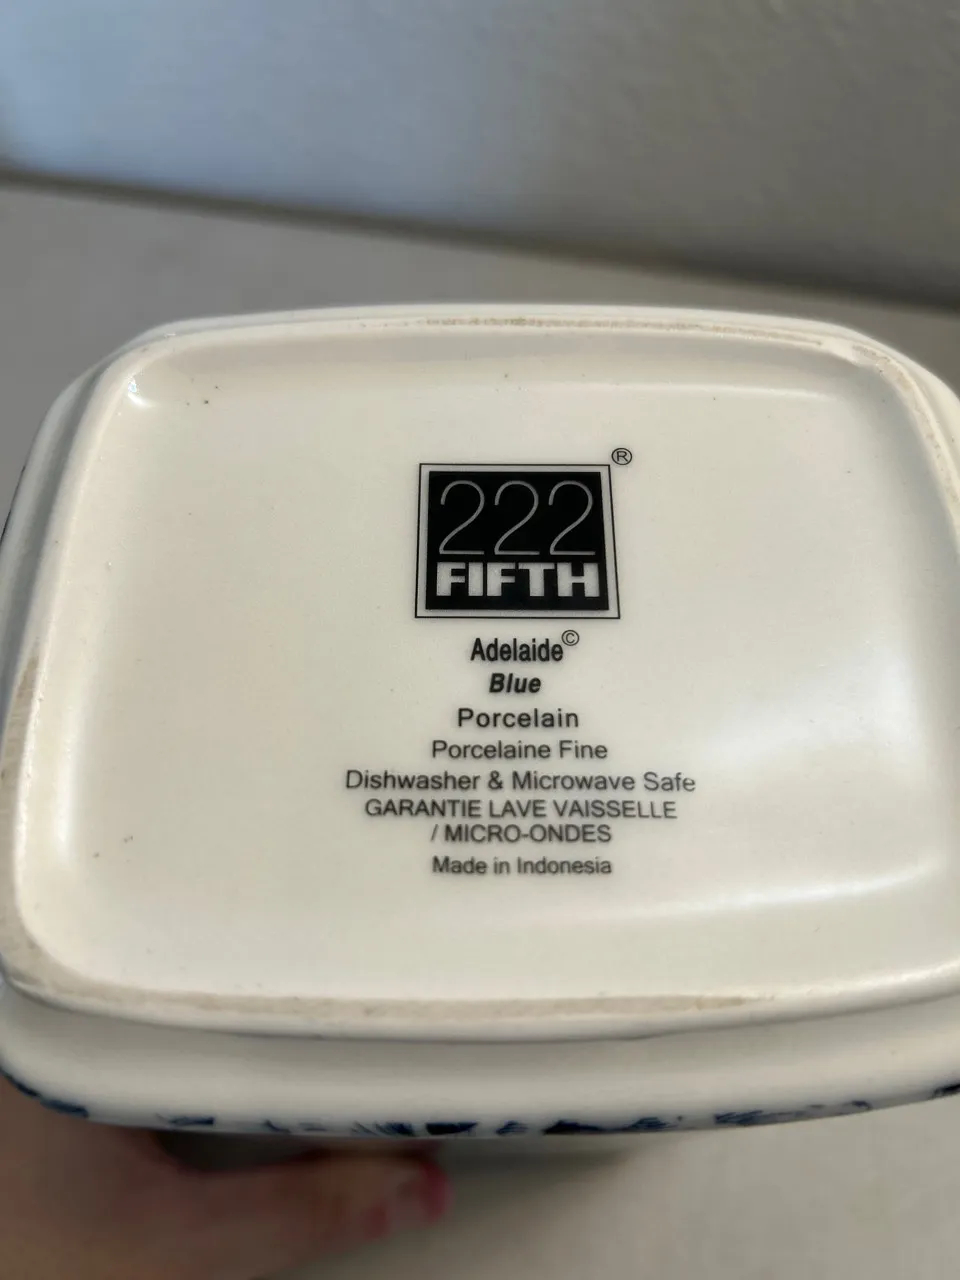 222
FIFTH®
Adelaide©
Blue
Porcelain
Porcelaine Fine
Dishwasher & Microwave Safe
GARANTIE LAVE VAISSELLE
/ MICRO-ONDES
Made in Indonesia